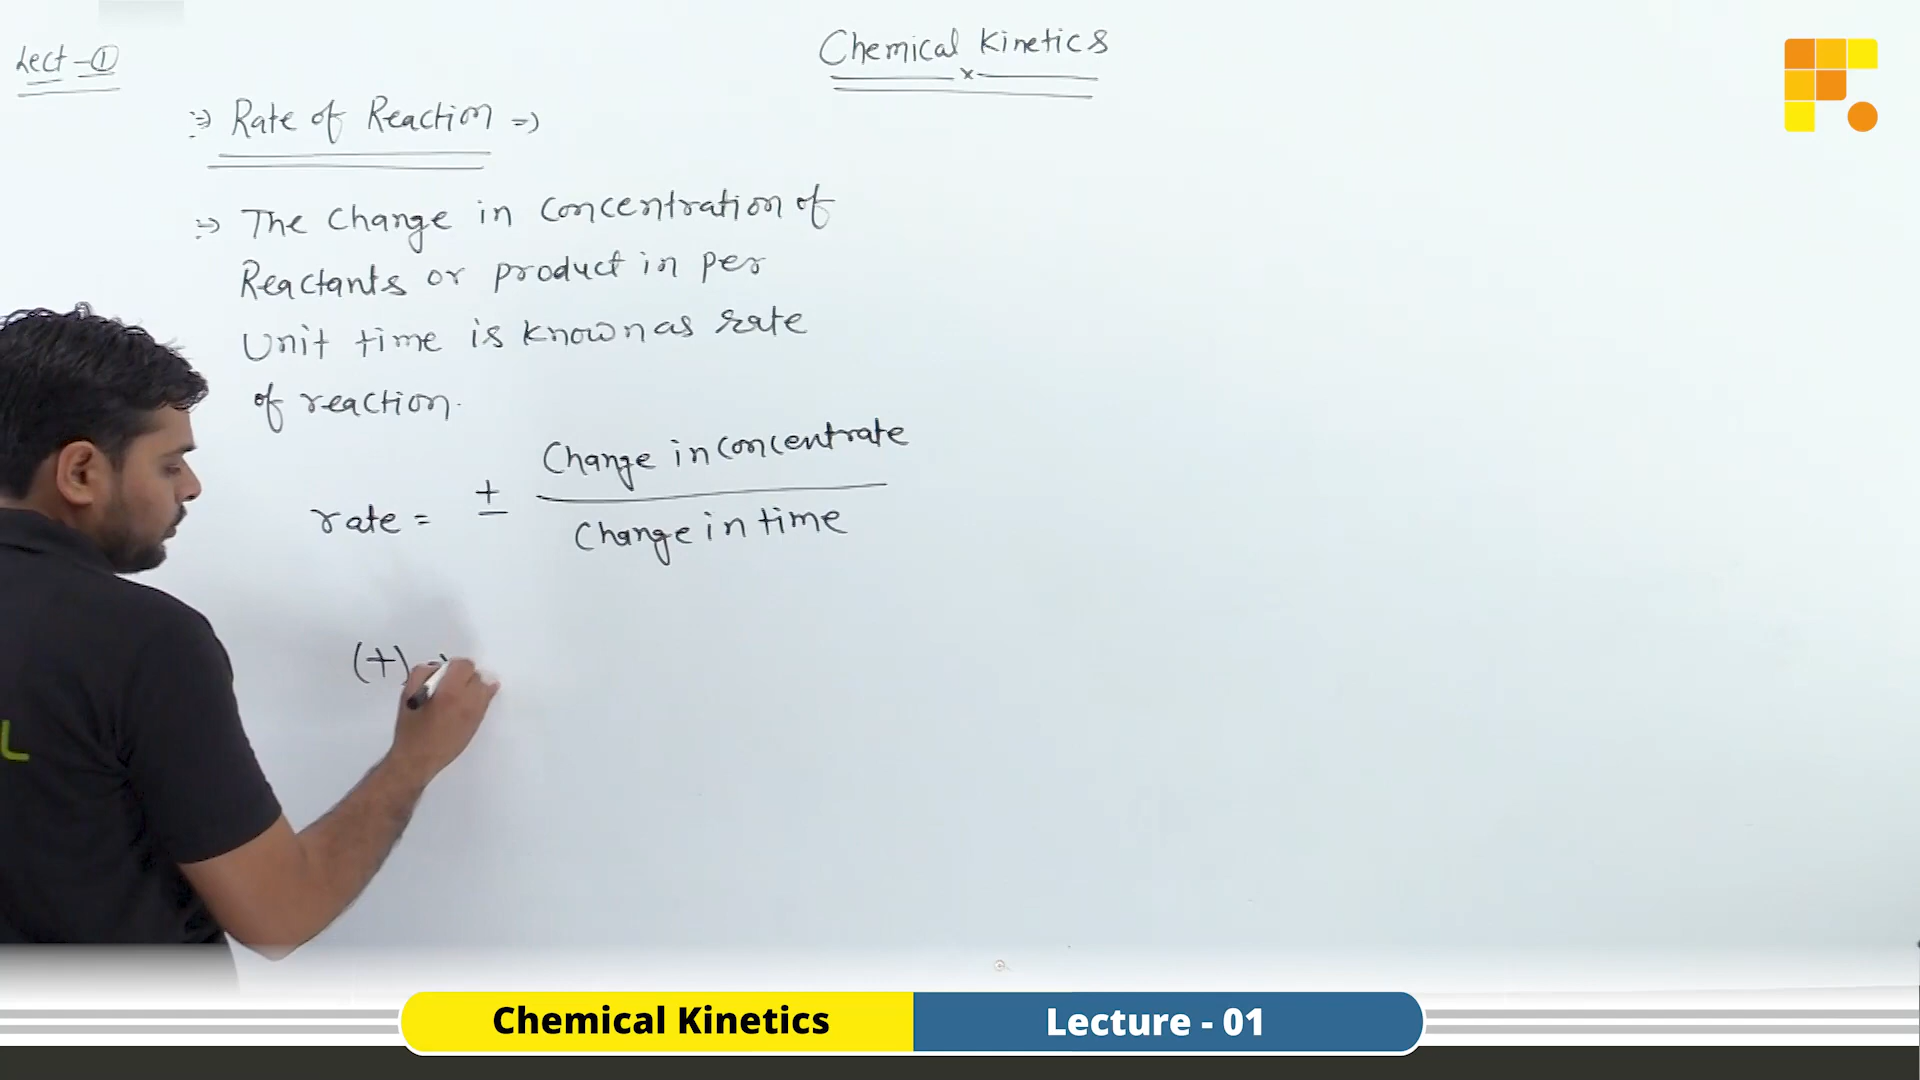 Lect-①
Chemical Kinetics
Rate of Reaction =>
The change in concentration of
Reactants or product in per
Unit time is known as rate
of reaction.
rate = ± Change in concentrate
Change in time
(+)
L
Chemical Kinetics
Lecture - 01